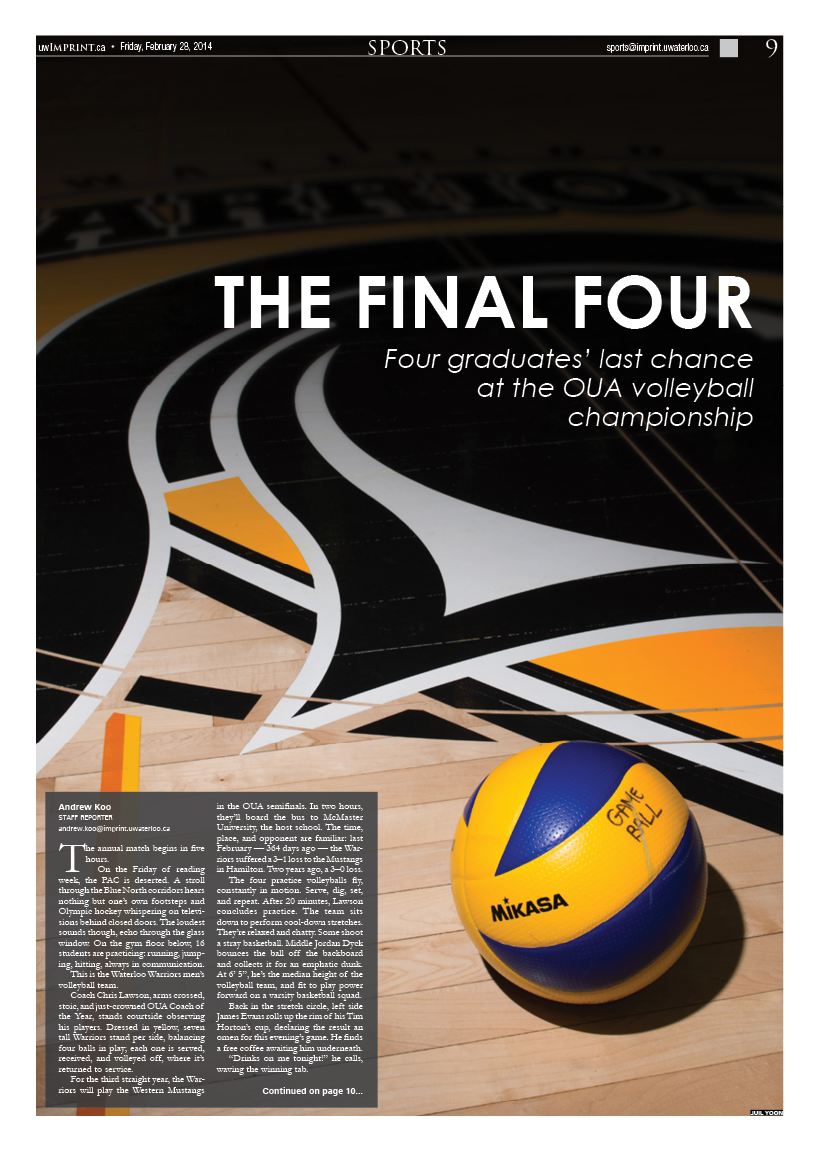 uwImprint.ca • Friday, February 28, 2014
SPORTS
sports@imprint.uwaterloo.ca
9
WATERLOO
WARRIORS
THE FINAL FOUR
Four graduates’ last chance
at the OUA volleyball
championship
GAME
BALL
MIKASA
Andrew Koo
STAFF REPORTER
andrew.koo@imprint.uwaterloo.ca
The annual match begins in five
hours.
On the Friday of reading
week, the PAC is deserted. A stroll
through the Blue North corridors hears
nothing but one’s own footsteps and
Olympic hockey whispering on televi-
sions behind closed doors. The loudest
sounds though, echo through the glass
window. On the gym floor below, 16
students are practicing: running, jump-
ing, hitting, always in communication.
This is the Waterloo Warriors men’s
volleyball team.
Coach Chris Lawson, arms crossed,
stoic, and just-crowned OUA Coach of
the Year, stands courtside observing
his players. Dressed in yellow, seven
tall Warriors stand per side, balancing
four balls in play; each one is served,
received, and volleyed off, where it’s
returned to service.
For the third straight year, the War-
riors will play the Western Mustangs
in the OUA semifinals. In two hours,
they’ll board the bus to McMaster
University, the host school. The time,
place, and opponent are familiar: last
February — 364 days ago — the War-
riors suffered a 3–1 loss to the Mustangs
in Hamilton. Two years ago, a 3–0 loss.
The four practice volleyballs fly,
constantly in motion. Serve, dig, set,
and repeat. After 20 minutes, Lawson
concludes practice. The team sits
down to perform cool-down stretches.
They’re relaxed and chatty. Some shoot
a stray basketball. Middle Jordan Dyck
bounces the ball off the backboard
and collects it for an emphatic dunk.
At 6’ 5”, he’s the median height of the
volleyball team, and fit to play power
forward on a varsity basketball squad.
Back in the stretch circle, left side
James Evans rolls up the rim of his Tim
Horton’s cup, declaring the result an
omen for this evening’s game. He finds
a free coffee awaiting him underneath.
“Drinks on me tonight!” he calls,
waving the winning tab.
Continued on page 10...
JUIL YOON